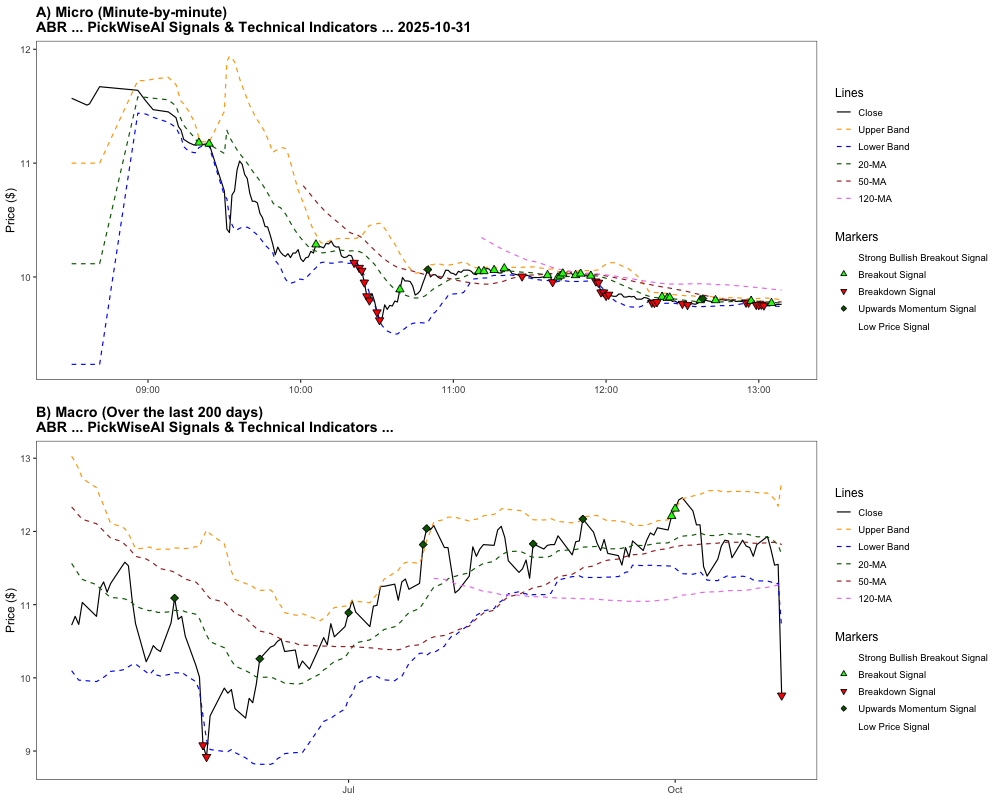 A) Micro (Minute-by-minute)
ABR ... PickWiseAI Signals & Technical Indicators ... 2025-10-31
Price ($)
12
11
10
09:00
10:00
11:00
12:00
13:00
Lines
Close
Upper Band
Lower Band
20-MA
50-MA
120-MA
Markers
Strong Bullish Breakout Signal
Breakout Signal
Breakdown Signal
Upwards Momentum Signal
Low Price Signal
B) Macro (Over the last 200 days)
ABR ... PickWiseAI Signals & Technical Indicators ...
Price ($)
13
12
11
10
9
Jul
Oct
Lines
Close
Upper Band
Lower Band
20-MA
50-MA
120-MA
Markers
Strong Bullish Breakout Signal
Breakout Signal
Breakdown Signal
Upwards Momentum Signal
Low Price Signal